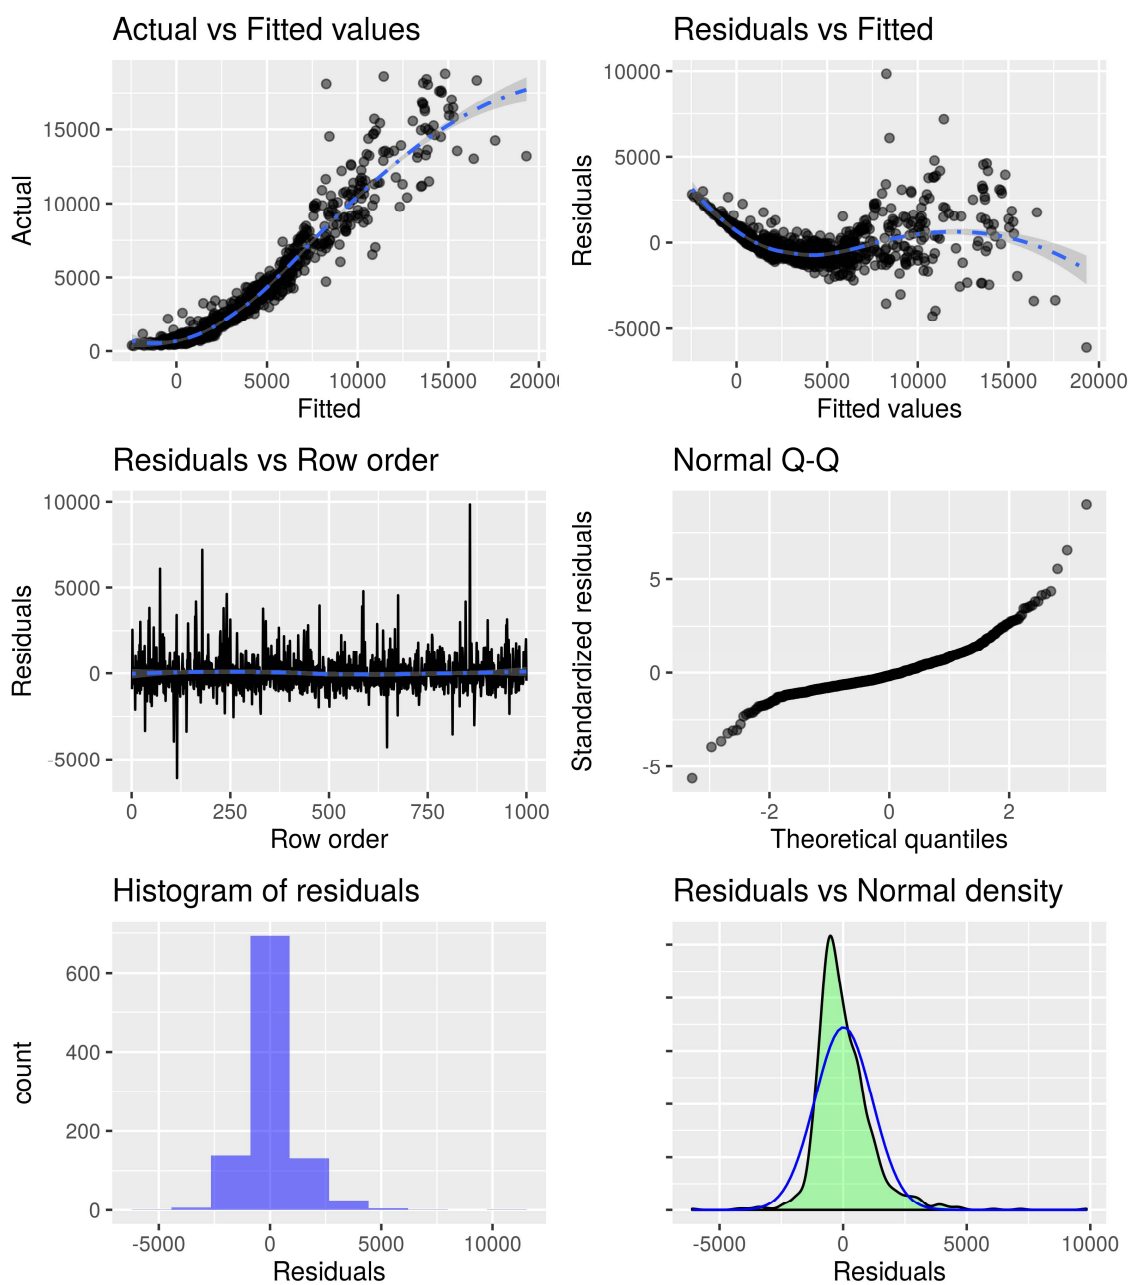 Actual vs Fitted values
15000
10000
5000
0
Actual
0 5000 10000 15000 2000
Fitted
Residuals vs Fitted
10000
5000
0
-5000
Residuals
0 5000 10000 15000 20000
Fitted values
Residuals vs Row order
10000
5000
0
-5000
Residuals
0 250 500 750 1000
Row order
Normal Q-Q
5
0
-5
Standardized residuals
-2 0 2
Theoretical quantiles
Histogram of residuals
600
400
200
0
count
-5000 0 5000 10000
Residuals
Residuals vs Normal density
-5000 0 5000 10000
Residuals